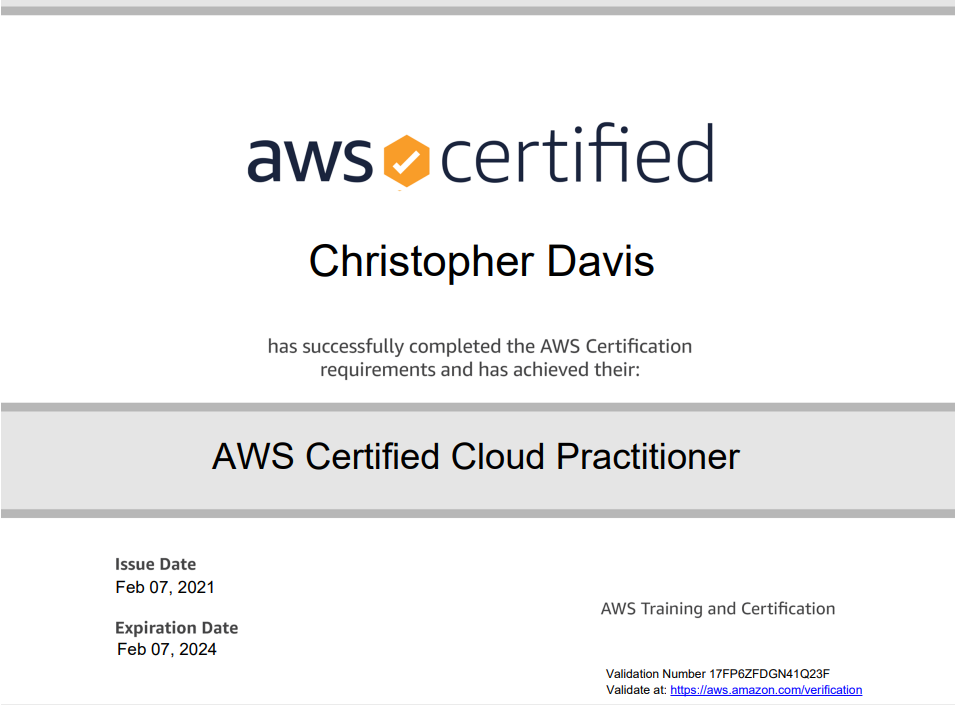 aws certified
Christopher Davis
has successfully completed the AWS Certification
requirements and has achieved their:
AWS Certified Cloud Practitioner
Issue Date
Feb 07, 2021
Expiration Date
Feb 07, 2024
AWS Training and Certification
Validation Number 17FP6ZFDGN41Q23F
Validate at: https://aws.amazon.com/verification